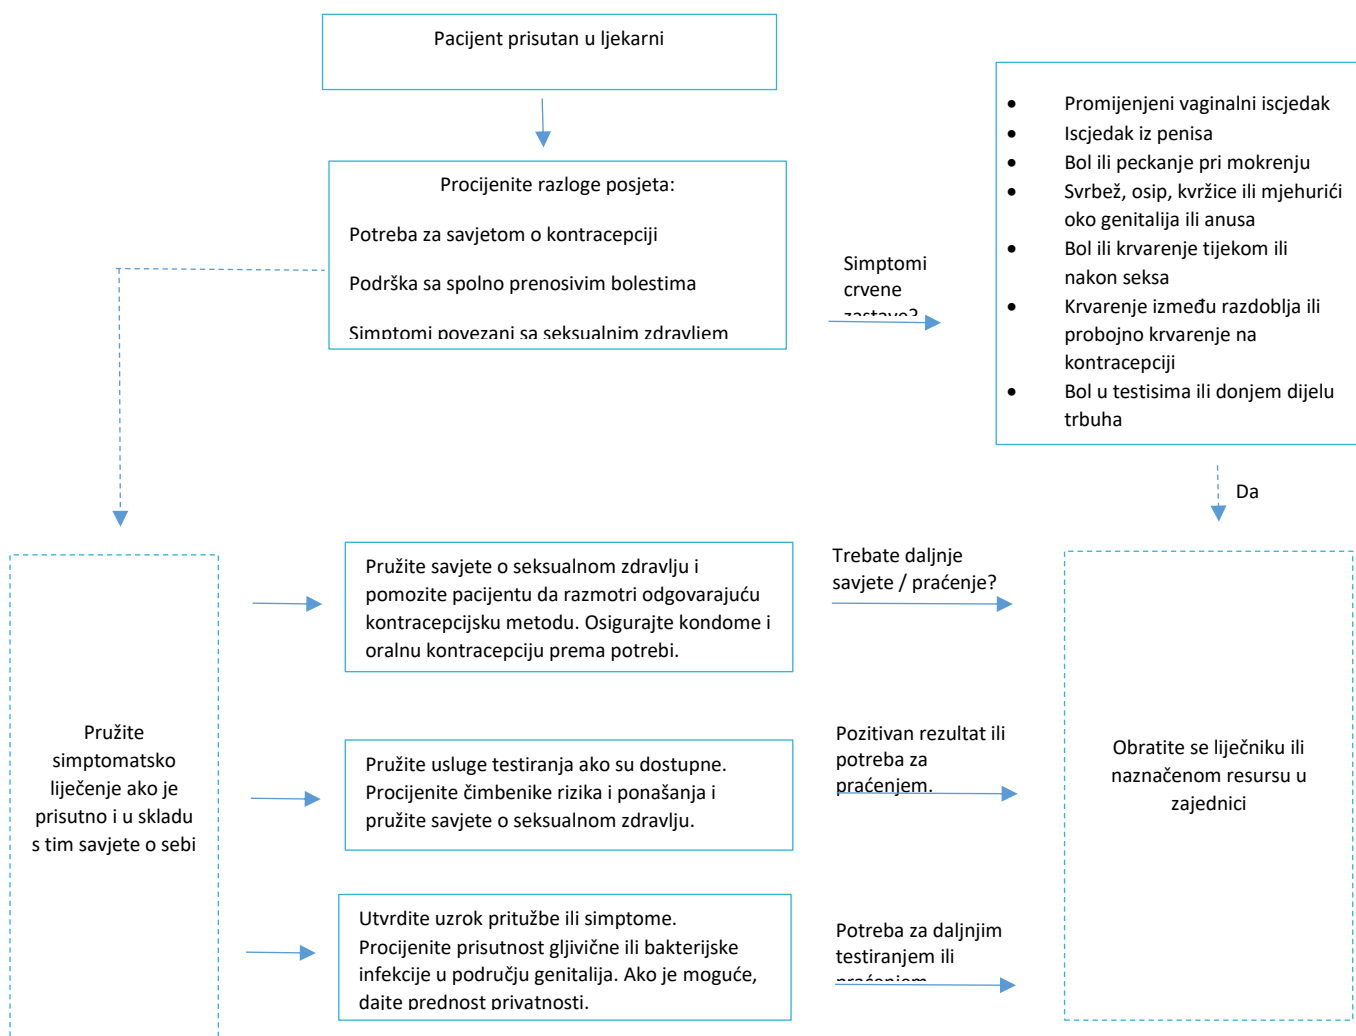 Pacijent prisutan u ljekarni
Procijenite razloge posjeta:
Potreba za savjetom o kontracepciji
Podrška sa spolno prenosivim bolestima
Simptomi povezani sa seksualnim zdravljem
Simptomi
crvene
zastave?
• Promijenjeni vaginalni iscjedak
• Iscjedak iz penisa
• Bol ili peckanje pri mokrenju
• Svrbež, osip, kvržice ili mjehurići
oko genitalija ili anusa
• Bol ili krvarenje tijekom ili
nakon seksa
• Krvarenje između razdoblja ili
probojno krvarenje na
kontracepciji
• Bol u testisima ili donjem dijelu
trbuha
Da
Pružite
simptomatsko
liječenje ako je
prisutno i u skladu
s tim savjete o sebi
Pružite savjete o seksualnom zdravlju i
pomozite pacijentu da razmotri odgovarajuću
kontracepcijsku metodu. Osigurajte kondome i
oralnu kontracepciju prema potrebi.
Trebate daljnje
savjete / praćenje?
Pružite usluge testiranja ako su dostupne.
Procijenite čimbenike rizika i ponašanja i
pružite savjete o seksualnom zdravlju.
Pozitivan rezultat ili
potreba za
praćenjem.
Utvrdite uzrok pritužbe ili simptome.
Procijenite prisutnost gljivične ili bakterijske
infekcije u području genitalija. Ako je moguće,
dajte prednost privatnosti.
Potreba za daljnjim
testiranjem ili
praćenjem
Obratite se liječniku ili
naznačenom resursu u
zajednici